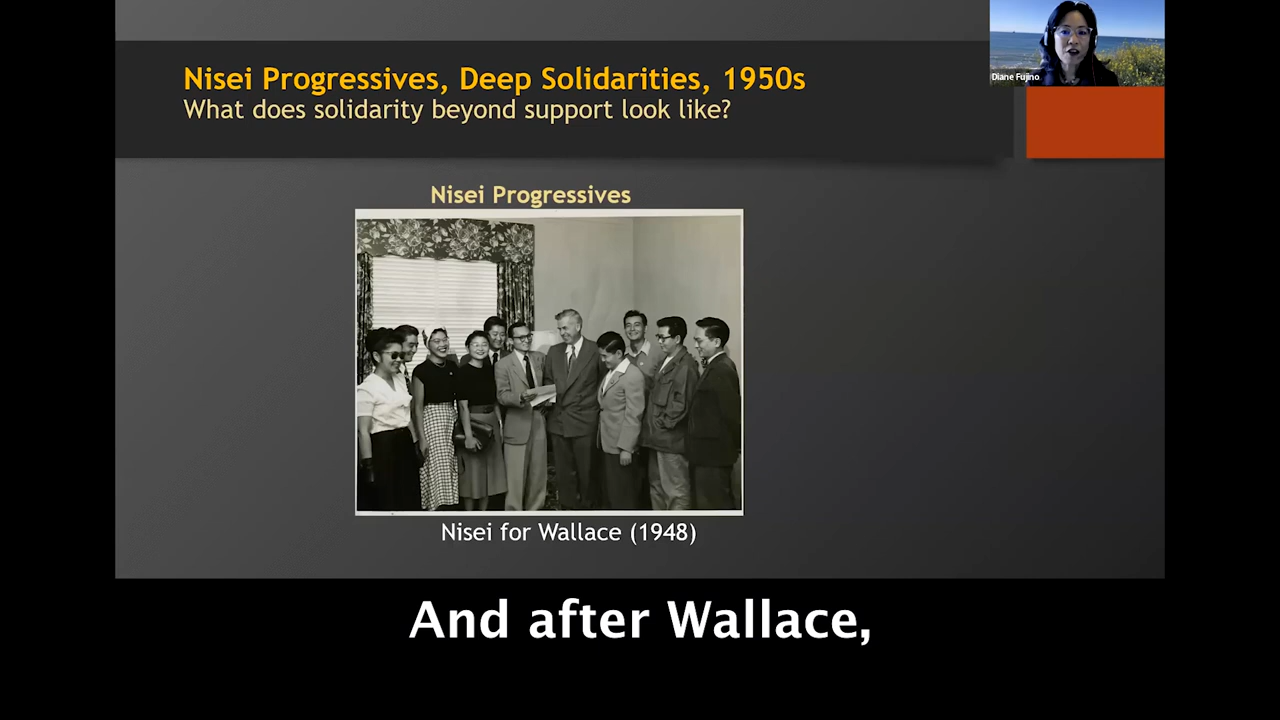 Nisei Progressives, Deep Solidarities, 1950s
What does solidarity beyond support look like?
Diane Fujino
Nisei Progressives
Nisei for Wallace (1948)
And after Wallace,